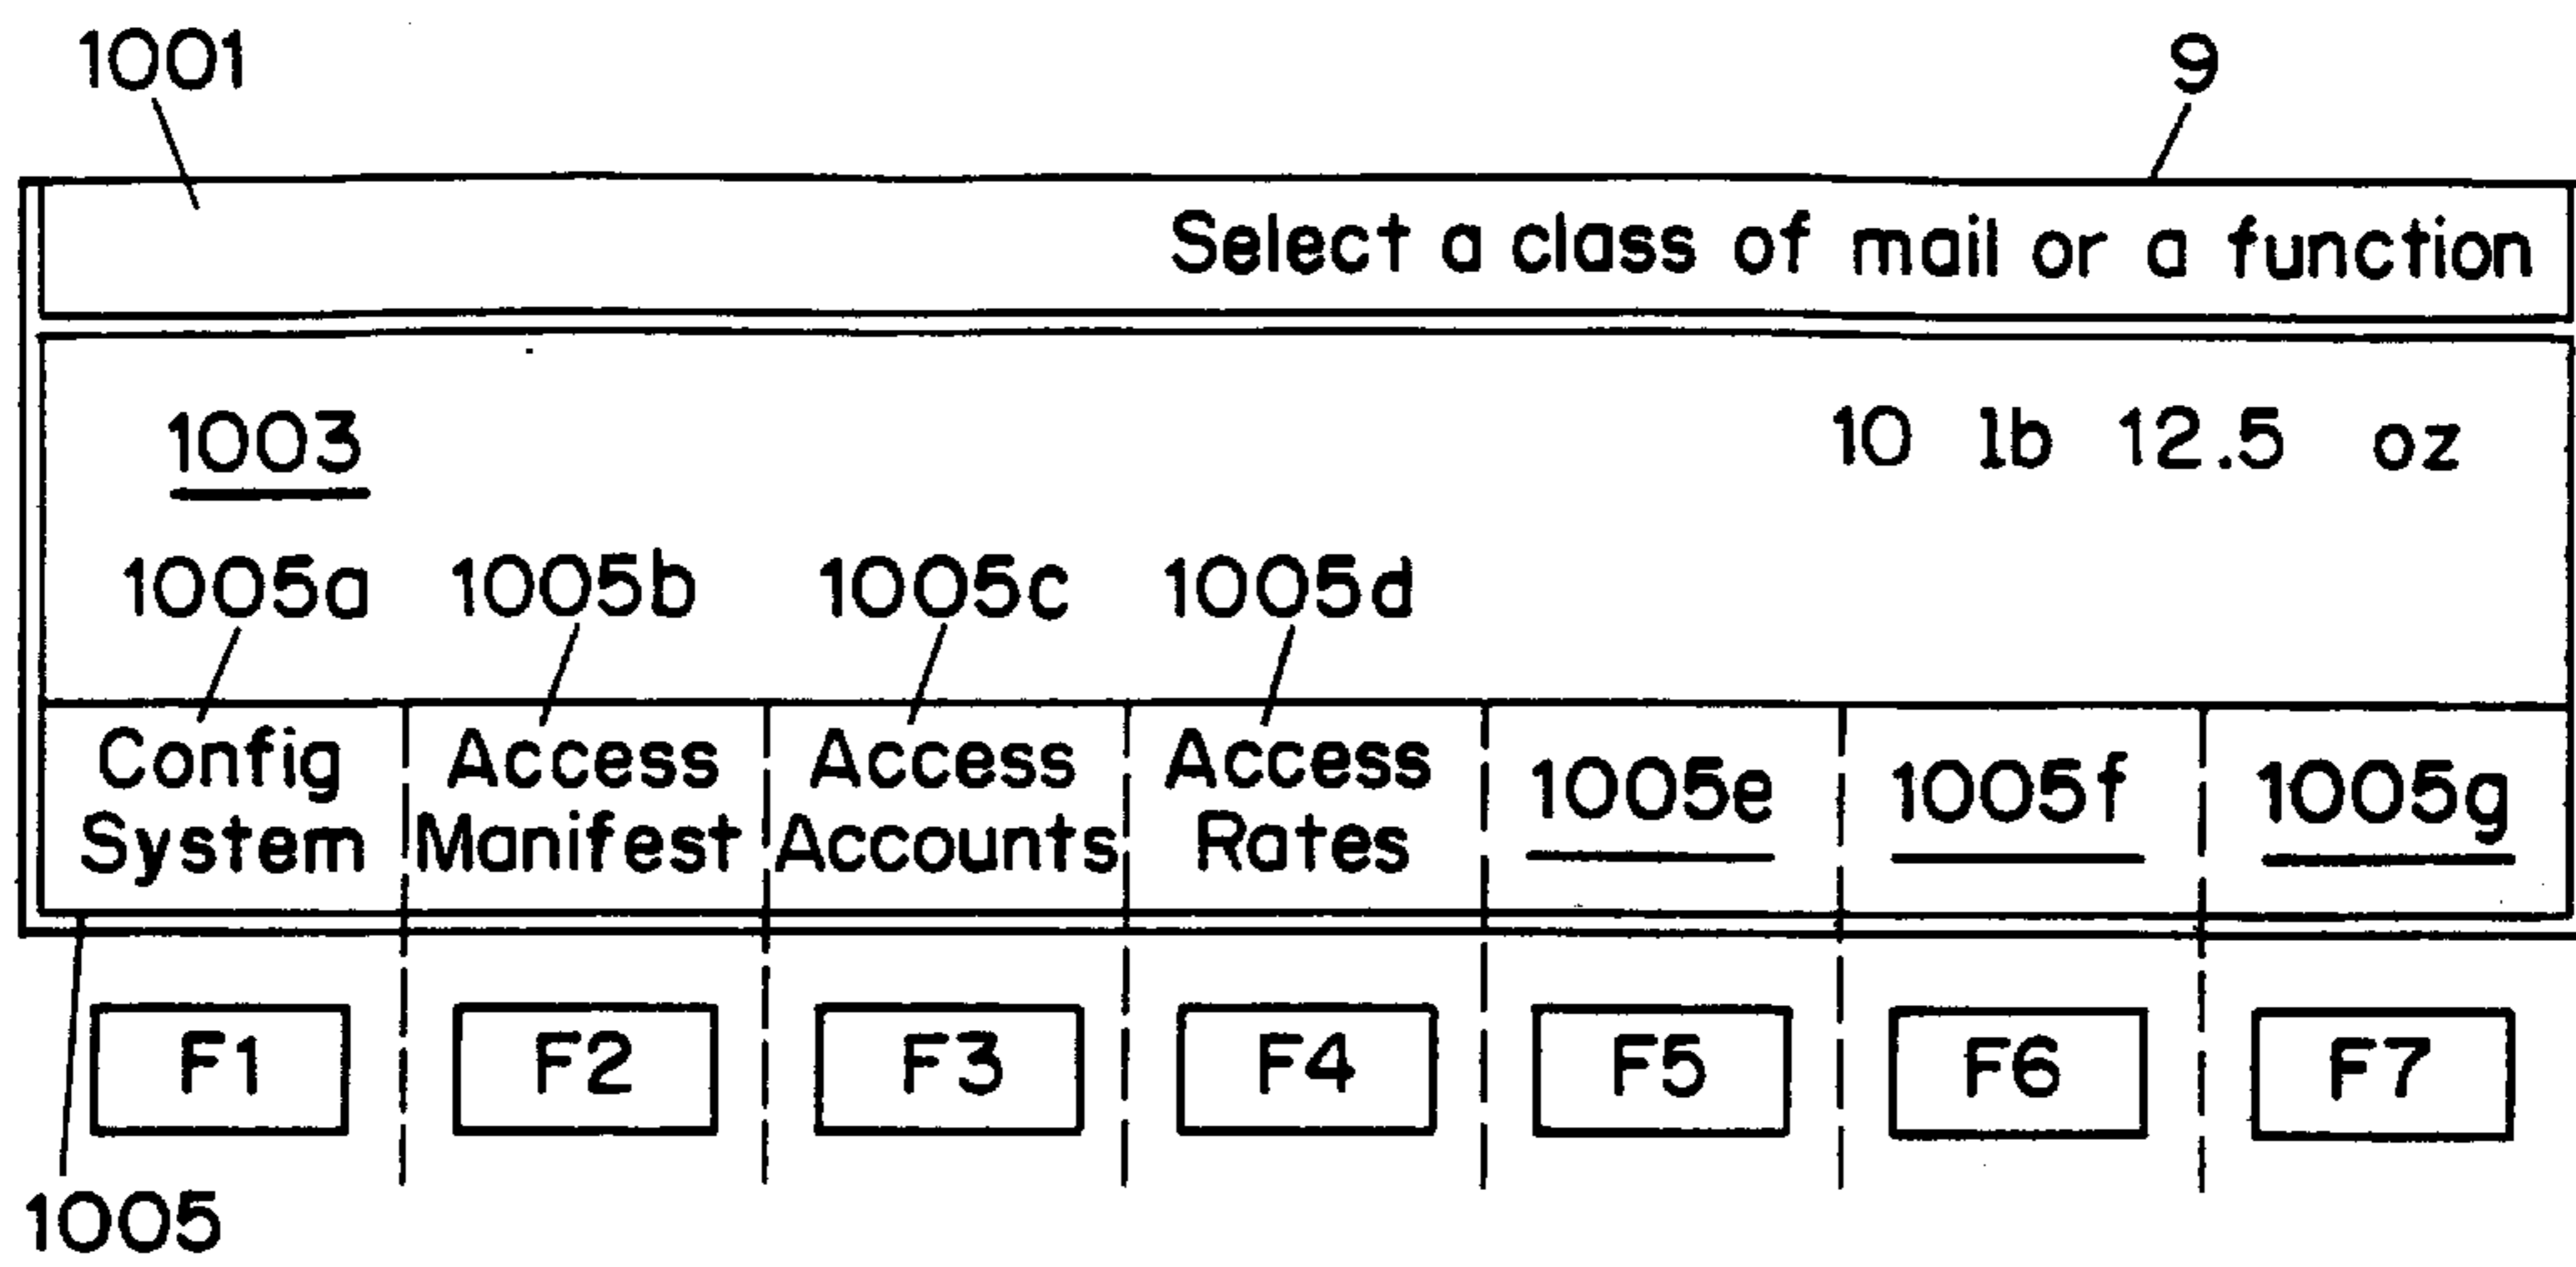 1001 9
Select a class of mail or a function
1003 10 lb 12.5 oz
1005a 1005b 1005c 1005d
Config Access Access Access
System Manifest Accounts Rates 1005e 1005f 1005g
F1 F2 F3 F4 F5 F6 F7
1005